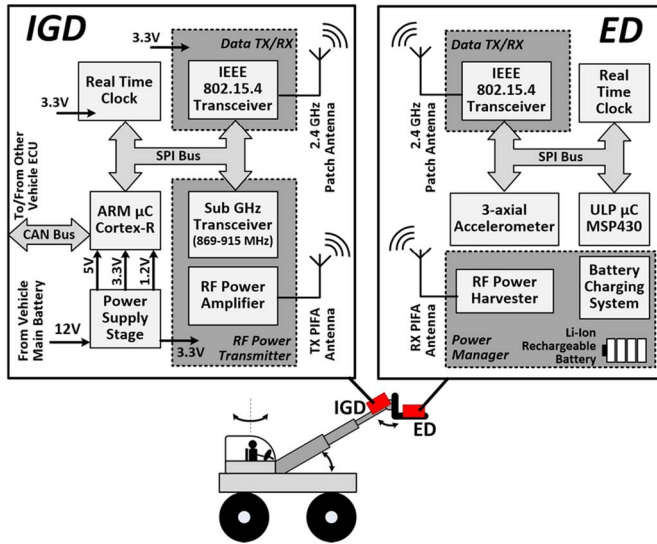 IGD
3.3V
Data TX/RX
IEEE
802.15.4
Transceiver
2.4 GHz
Patch Antenna
Real Time
Clock
3.3V
SPI Bus
To/From Other
Vehicle ECU
CAN Bus
ARM µC
Cortex-R
Sub GHz
Transceiver
(869-915 MHz)
5V
3.3V
1.2V
RF Power
Amplifier
TX PIFA
Antenna
From Vehicle
Main Battery
12V
Power
Supply
Stage
3.3V
RF Power
Transmitter
ED
Data TX/RX
IEEE
802.15.4
Transceiver
2.4 GHz
Patch Antenna
Real
Time
Clock
SPI Bus
3-axial
Accelerometer
ULP µC
MSP430
RX PIFA
Antenna
RF Power
Harvester
Battery
Charging
System
Power
Manager
Li-Ion
Rechargeable
Battery
IGD
ED